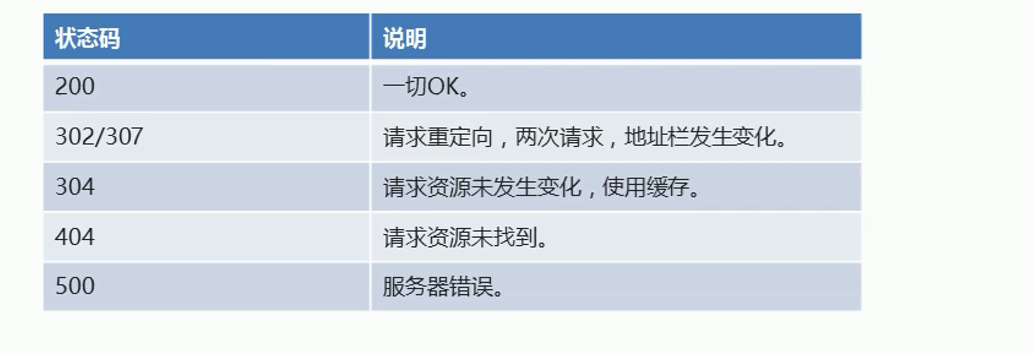 状态码 说明
200 一切OK。
302/307 请求重定向，两次请求，地址栏发生变化。
304 请求资源未发生变化，使用缓存。
404 请求资源未找到。
500 服务器错误。